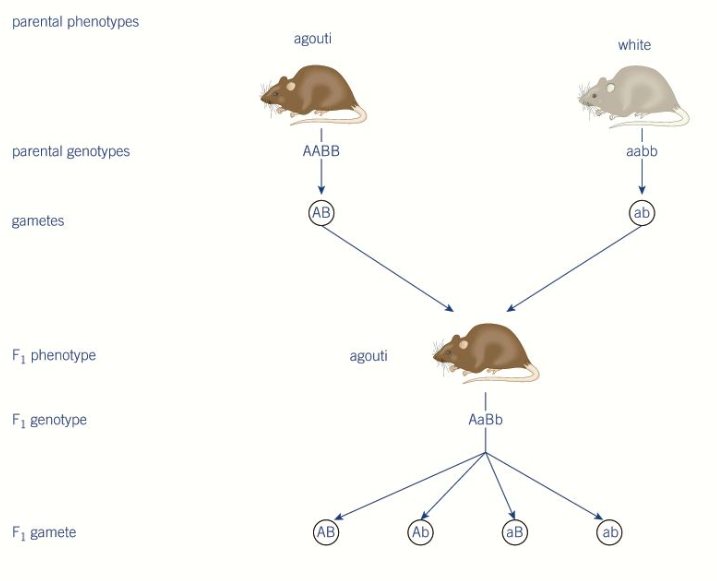 parental phenotypes
agouti
white
parental genotypes
AABB
aabb
gametes
AB
ab
F₁ phenotype
agouti
F₁ genotype
AaBb
F₁ gamete
AB
Ab
aB
ab